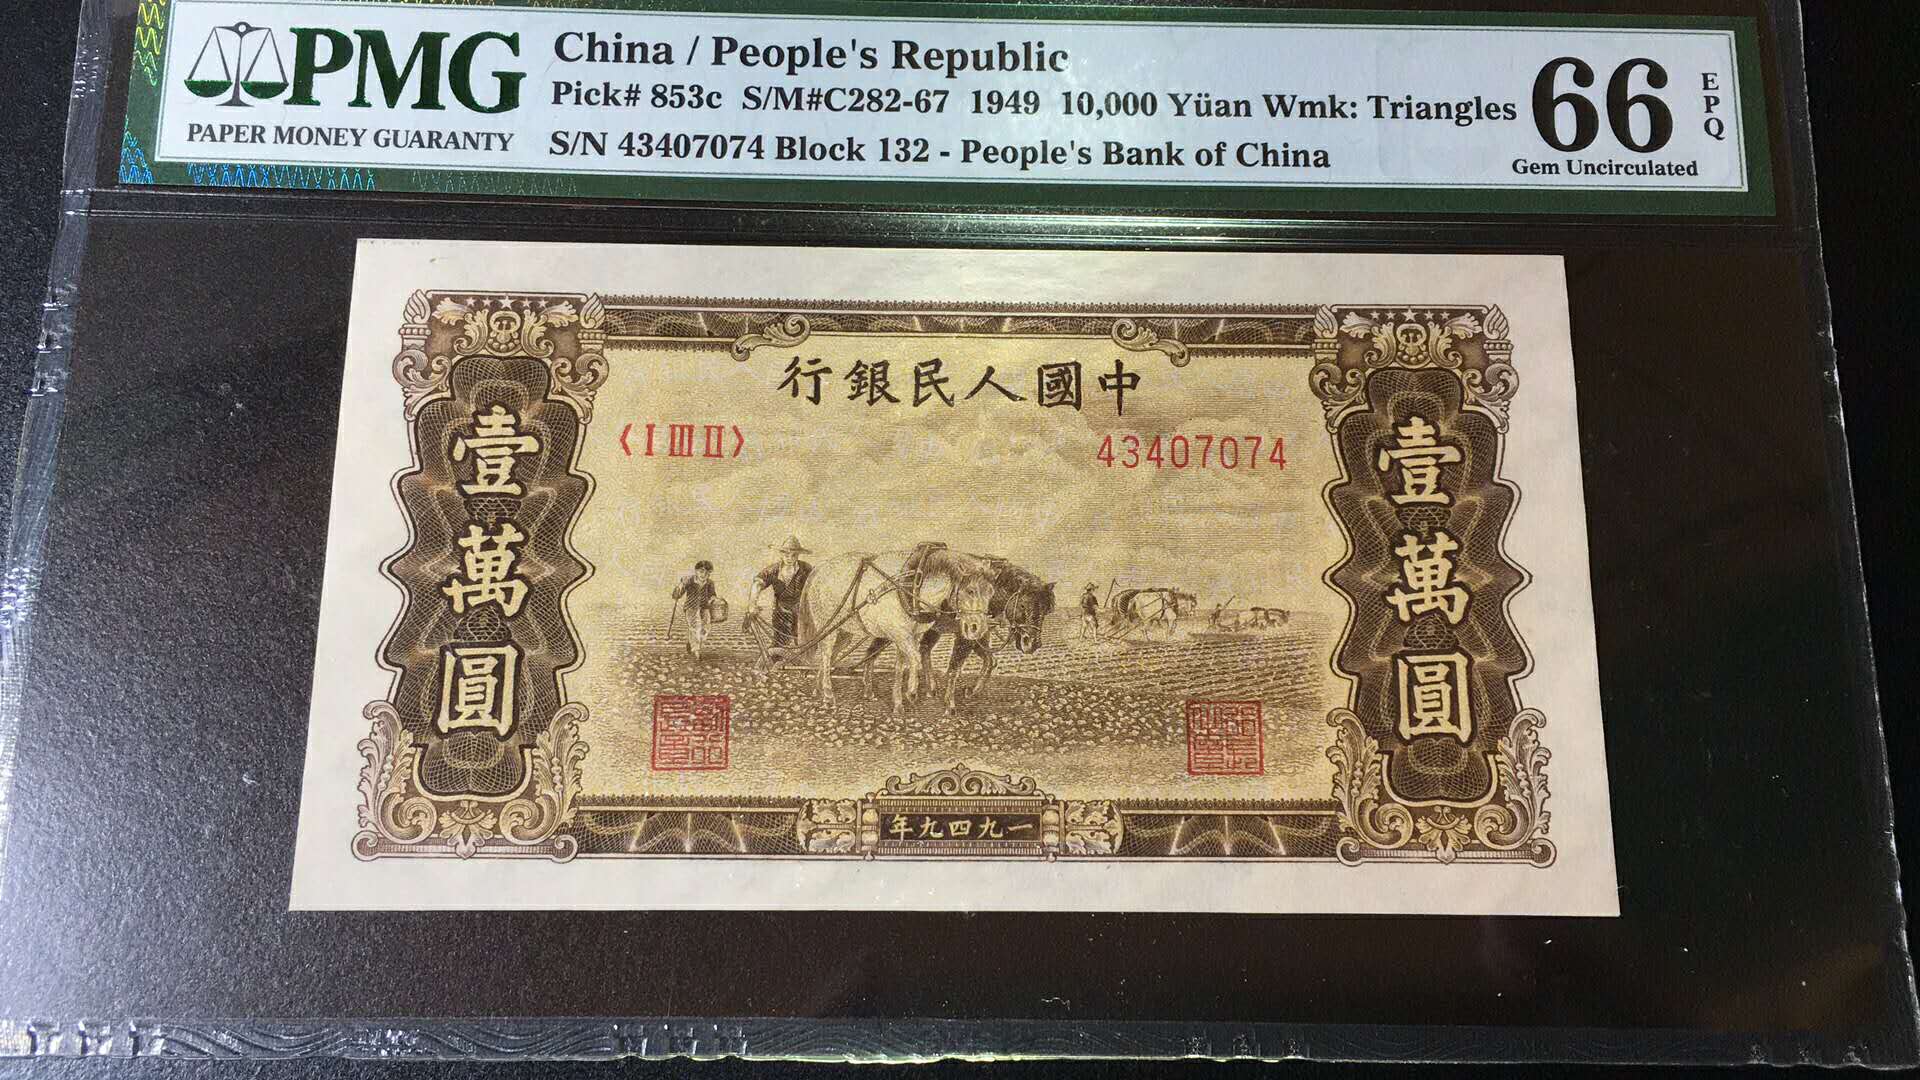 PMG
PAPER MONEY GUARANTY
China / People's Republic
Pick# 853c S/M#C282-67 1949 10,000 Yüan Wmk: Triangles
S/N 43407074 Block 132 - People's Bank of China
66
EPQ
Gem Uncirculated
行銀民人國中
〈I III II〉
43407074
壹萬圓
壹萬圓
年九四九一